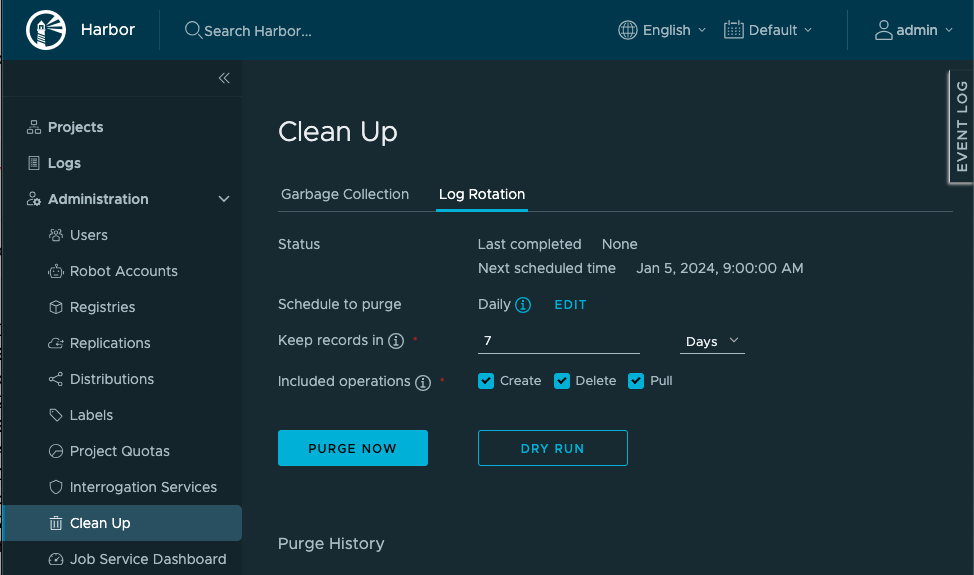 Harbor
Search Harbor...
English
Default
admin
EVENT LOG
Projects
Logs
Administration
Users
Robot Accounts
Registries
Replications
Distributions
Labels
Project Quotas
Interrogation Services
Clean Up
Job Service Dashboard
Clean Up
Garbage Collection Log Rotation
Status Last completed None
Next scheduled time Jan 5, 2024, 9:00:00 AM
Schedule to purge Daily EDIT
Keep records in * 7 Days
Included operations * Create Delete Pull
PURGE NOW DRY RUN
Purge History